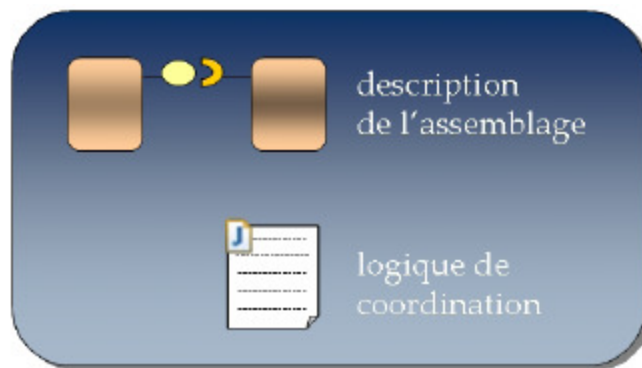 description
de l'assemblage
J
logique de
coordination